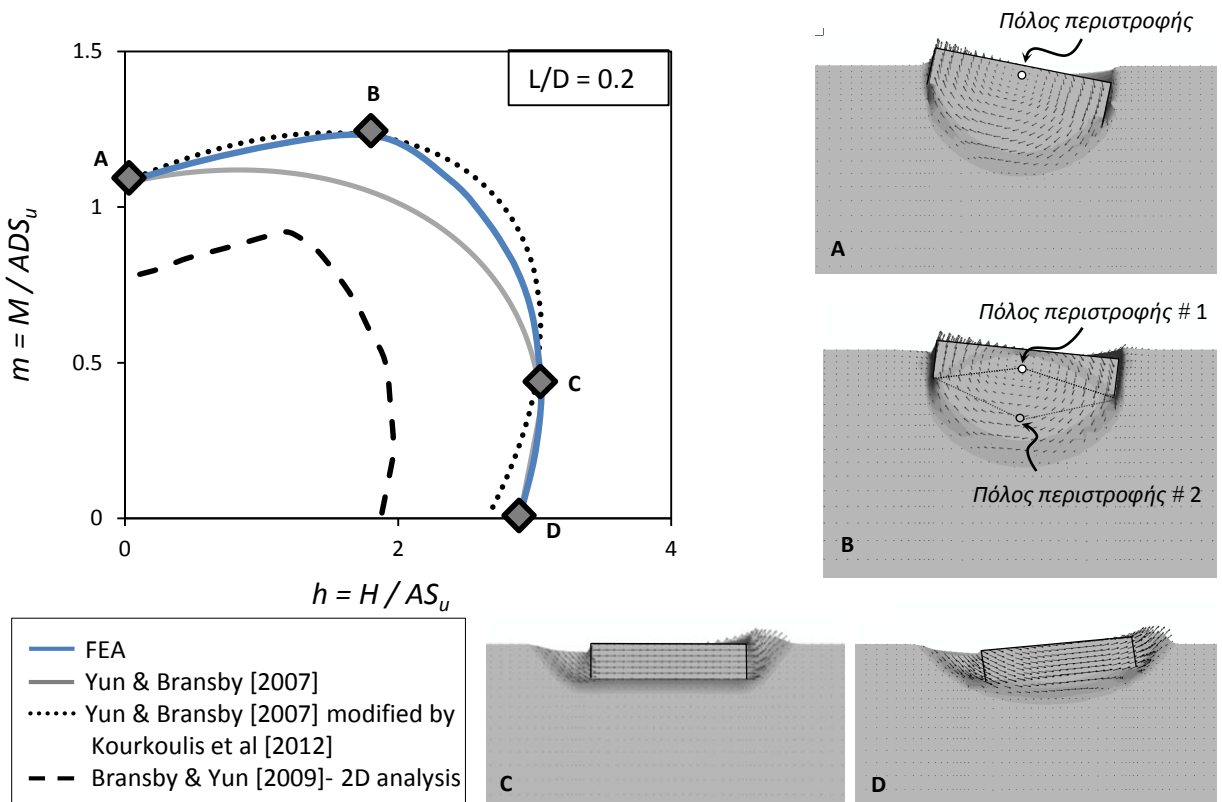 L/D = 0.2
1.5
1
0.5
0
m = M / ADS_u
A
B
C
D
0
2
4
h = H / AS_u
FEA
Yun & Bransby [2007]
Yun & Bransby [2007] modified by
Kourkoulis et al [2012]
Bransby & Yun [2009]- 2D analysis
Πόλος περιστροφής
A
Πόλος περιστροφής # 1
Πόλος περιστροφής # 2
B
C
D